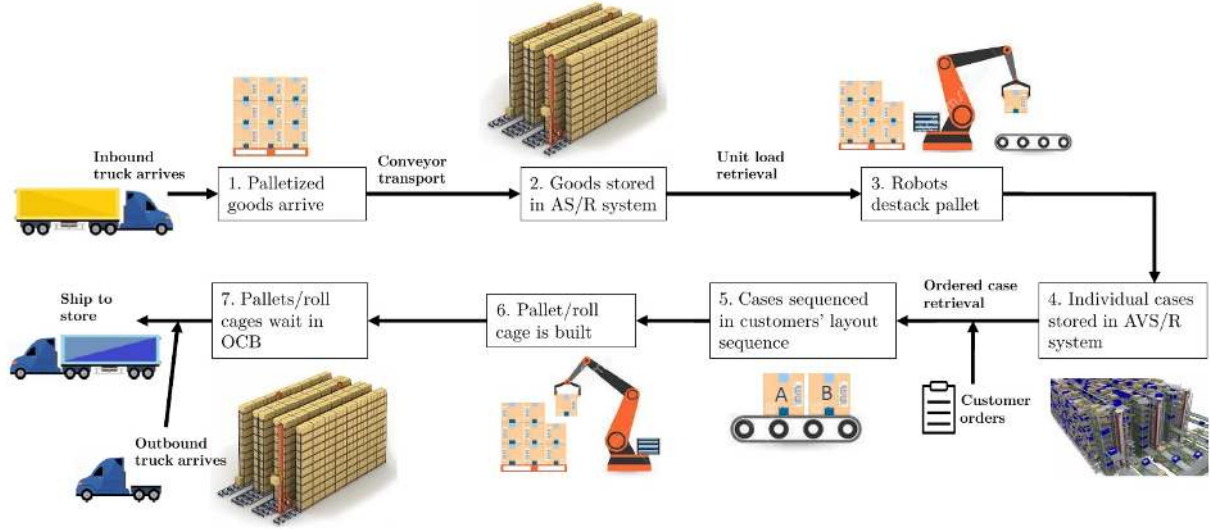 Inbound
truck arrives
1. Palletized
goods arrive
Conveyor
transport
2. Goods stored
in AS/R system
Unit load
retrieval
3. Robots
destack pallet
4. Individual cases
stored in AVS/R
system
Ordered case
retrieval
Customer
orders
5. Cases sequenced
in customers' layout
sequence
A
B
6. Pallet/roll
cage is built
7. Pallets/roll
cages wait in
OCB
Ship to
store
Outbound
truck arrives